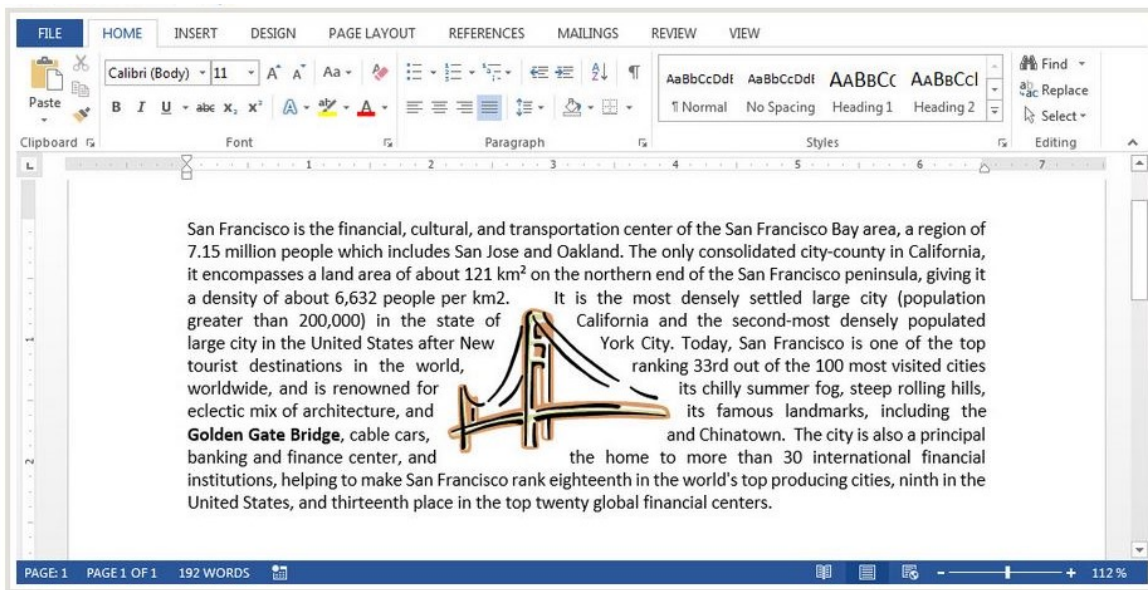 FILE HOME INSERT DESIGN PAGE LAYOUT REFERENCES MAILINGS REVIEW VIEW
Calibri (Body) 11 A A Aa
Paste
B I U abc X₂ X² A aby A
AaBbCcDdE AaBbCcDdE AABBCC AABBCCI
¶ Normal No Spacing Heading 1 Heading 2
Find
Replace
Select
Clipboard Font Paragraph Styles Editing
1 2 3 4 5 6 7
San Francisco is the financial, cultural, and transportation center of the San Francisco Bay area, a region of
7.15 million people which includes San Jose and Oakland. The only consolidated city-county in California,
it encompasses a land area of about 121 km² on the northern end of the San Francisco peninsula, giving it
a density of about 6,632 people per km2. It is the most densely settled large city (population
greater than 200,000) in the state of California and the second-most densely populated
large city in the United States after New York City. Today, San Francisco is one of the top
tourist destinations in the world, ranking 33rd out of the 100 most visited cities
worldwide, and is renowned for its chilly summer fog, steep rolling hills,
eclectic mix of architecture, and its famous landmarks, including the
Golden Gate Bridge, cable cars, and Chinatown. The city is also a principal
banking and finance center, and the home to more than 30 international financial
institutions, helping to make San Francisco rank eighteenth in the world's top producing cities, ninth in the
United States, and thirteenth place in the top twenty global financial centers.
PAGE: 1 PAGE 1 OF 1 192 WORDS 112 %